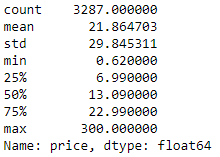 count    3287.000000
mean       21.864703
std        29.845311
min         0.620000
25%         6.990000
50%        13.090000
75%        22.990000
max       300.000000
Name: price, dtype: float64